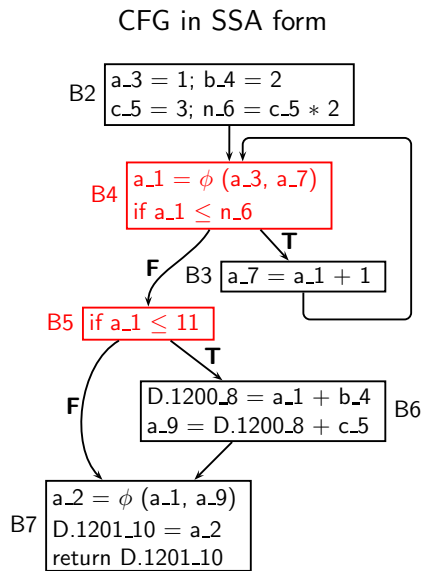 CFG in SSA form
B2
a_3 = 1; b_4 = 2
c_5 = 3; n_6 = c_5 * 2
B4
a_1 = ϕ (a_3, a_7)
if a_1 ≤ n_6
F
T
B3
a_7 = a_1 + 1
B5
if a_1 ≤ 11
F
T
D.1200_8 = a_1 + b_4
a_9 = D.1200_8 + c_5
B6
B7
a_2 = ϕ (a_1, a_9)
D.1201_10 = a_2
return D.1201_10